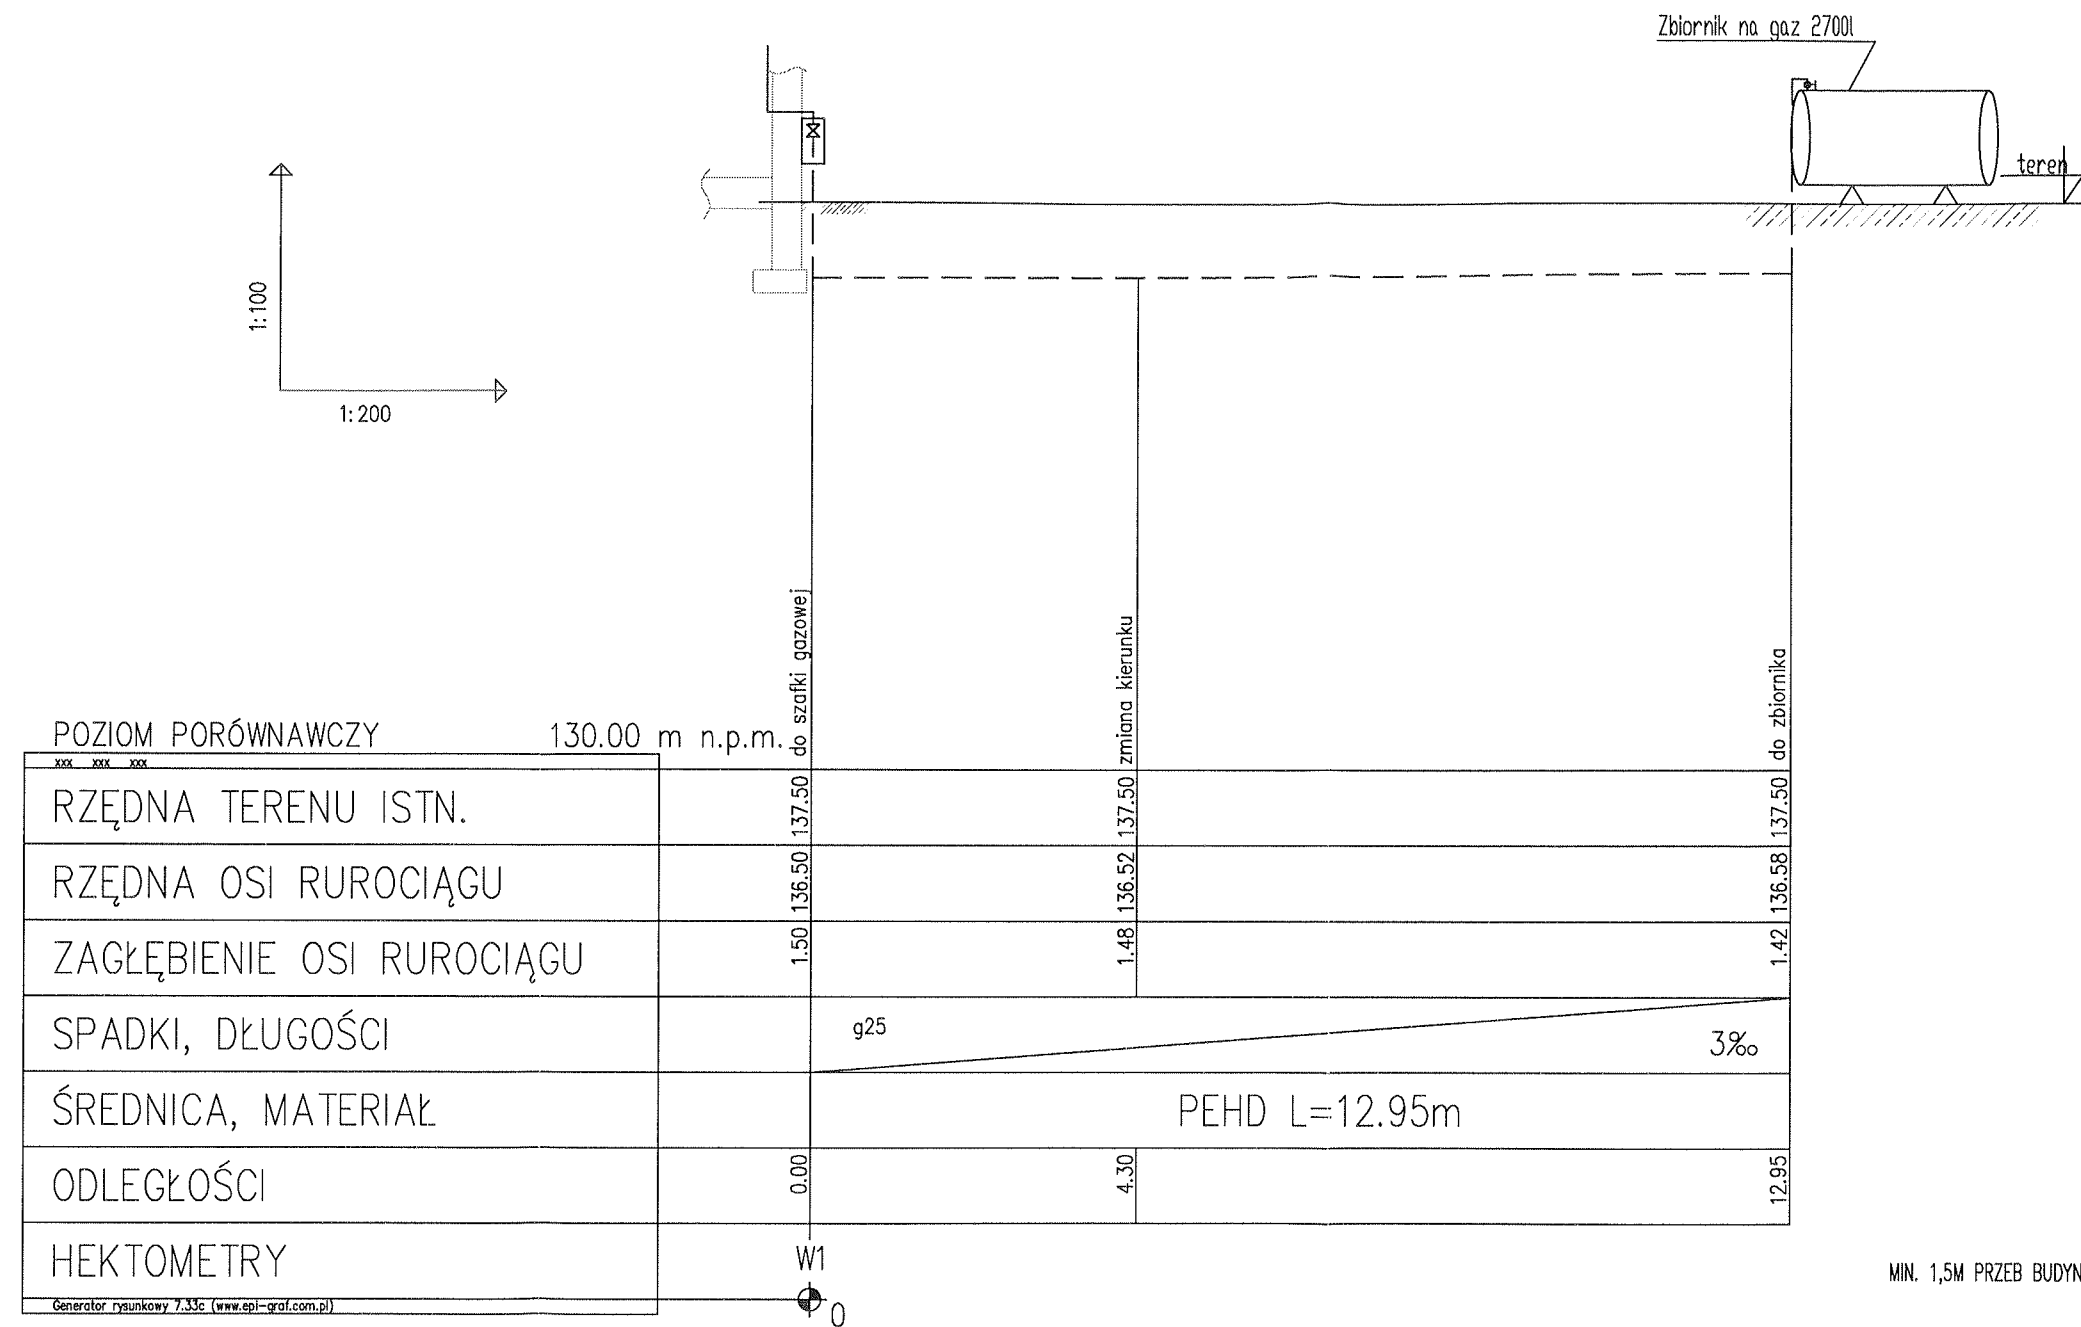 Zbiornik na gaz 2700l
teren
1:100
1:200
do szafki gazowej
zmiana kierunku
do zbiornika
POZIOM PORÓWNAWCZY 130.00 m n.p.m.
xxx xxx xxx
RZĘDNA TERENU ISTN. 137.50 137.50 137.50
RZĘDNA OSI RUROCIĄGU 136.50 136.52 136.58
ZAGŁĘBIENIE OSI RUROCIĄGU 1.50 1.48 1.42
SPADKI, DŁUGOŚCI g25 3‰
ŚREDNICA, MATERIAŁ PEHD L=12.95m
ODLEGŁOŚCI 0.00 4.30 12.95
HEKTOMETRY W1
0
Generator rysunkowy 7.33c (www.epi-graf.com.pl)
MIN. 1,5M PRZEB BUDYN